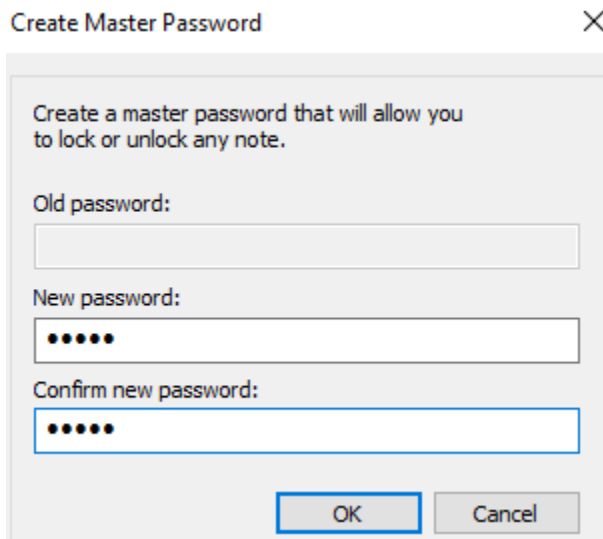 Create Master Password
Create a master password that will allow you
to lock or unlock any note.
Old password:
New password:
•••••
Confirm new password:
•••••
OK Cancel